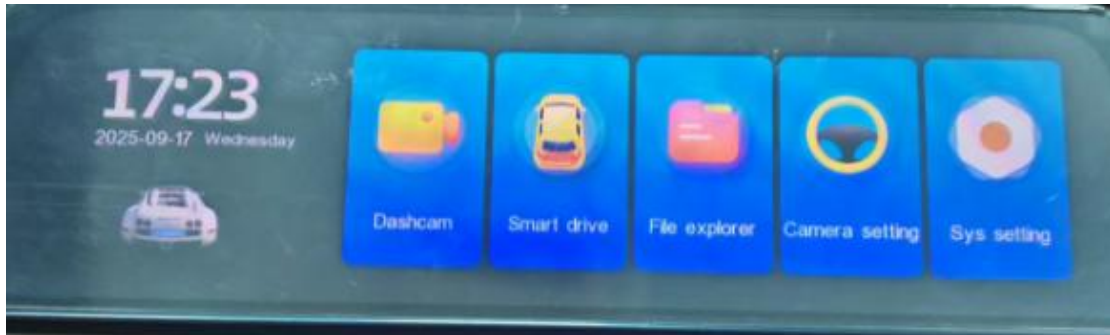 17:23
2025-09-17 Wednesday
Dashcam
Smart drive
File explorer
Camera setting
Sys setting